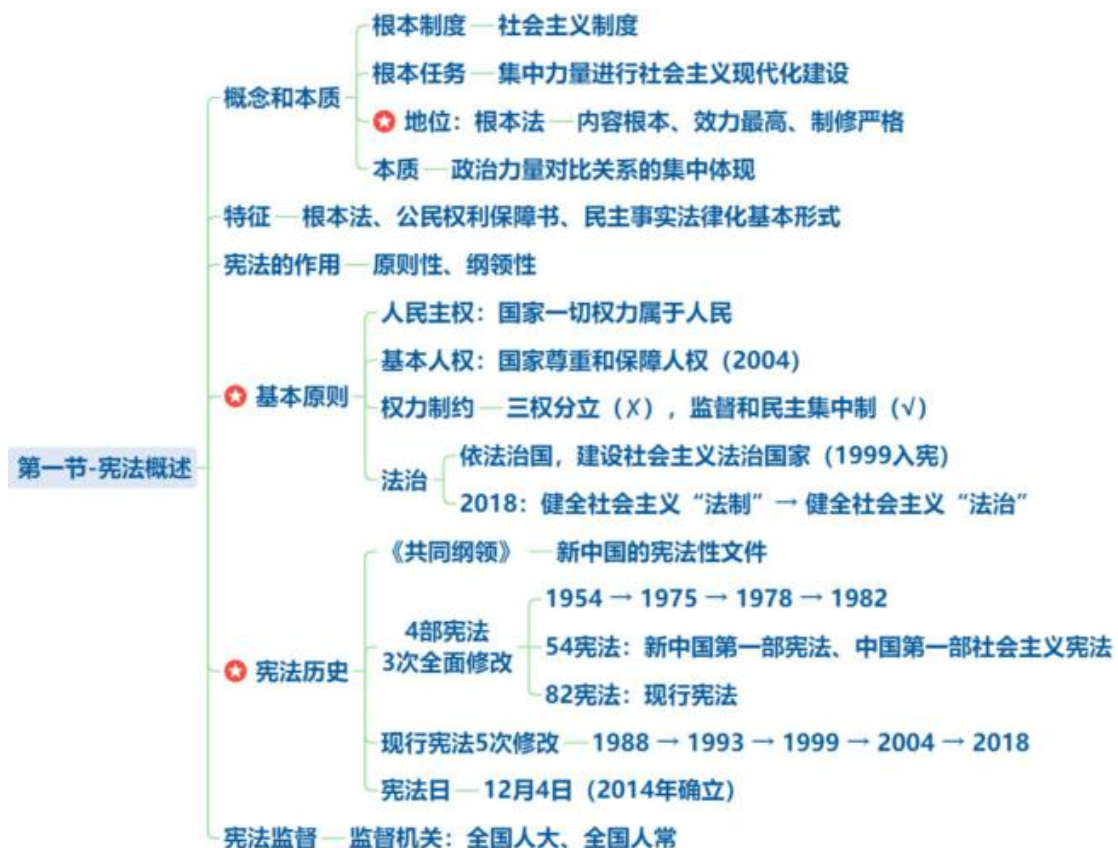 根本制度 社会主义制度
根本任务 集中力量进行社会主义现代化建设
概念和本质
地位：根本法 内容根本、效力最高、制修严格
本质 政治力量对比关系的集中体现
特征 根本法、公民权利保障书、民主事实法律化基本形式
宪法的作用 原则性、纲领性
人民主权：国家一切权力属于人民
基本人权：国家尊重和保障人权（2004）
基本原则
权力制约 三权分立（X），监督和民主集中制（√）
第一节-宪法概述
依法治国，建设社会主义法治国家（1999入宪）
法治
2018：健全社会主义“法制”→ 健全社会主义“法治”
《共同纲领》 新中国的宪法性文件
1954 → 1975 → 1978 → 1982
4部宪法
3次全面修改
54宪法：新中国第一部宪法、中国第一部社会主义宪法
宪法历史
82宪法：现行宪法
现行宪法5次修改 1988 → 1993 → 1999 → 2004 → 2018
宪法日 12月4日（2014年确立）
宪法监督 监督机关：全国人大、全国人常